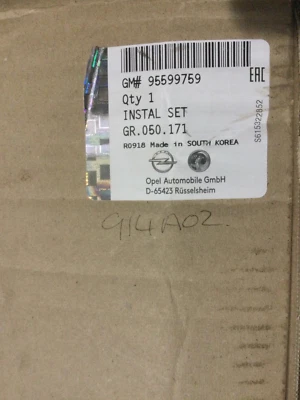 GM# 95599759
Qty 1
INSTAL SET
GR.050.171
R0918 Made in SOUTH KOREA
Opel Automobile GmbH
D-65423 Rüsselsheim
EAC
5615322852
914A02